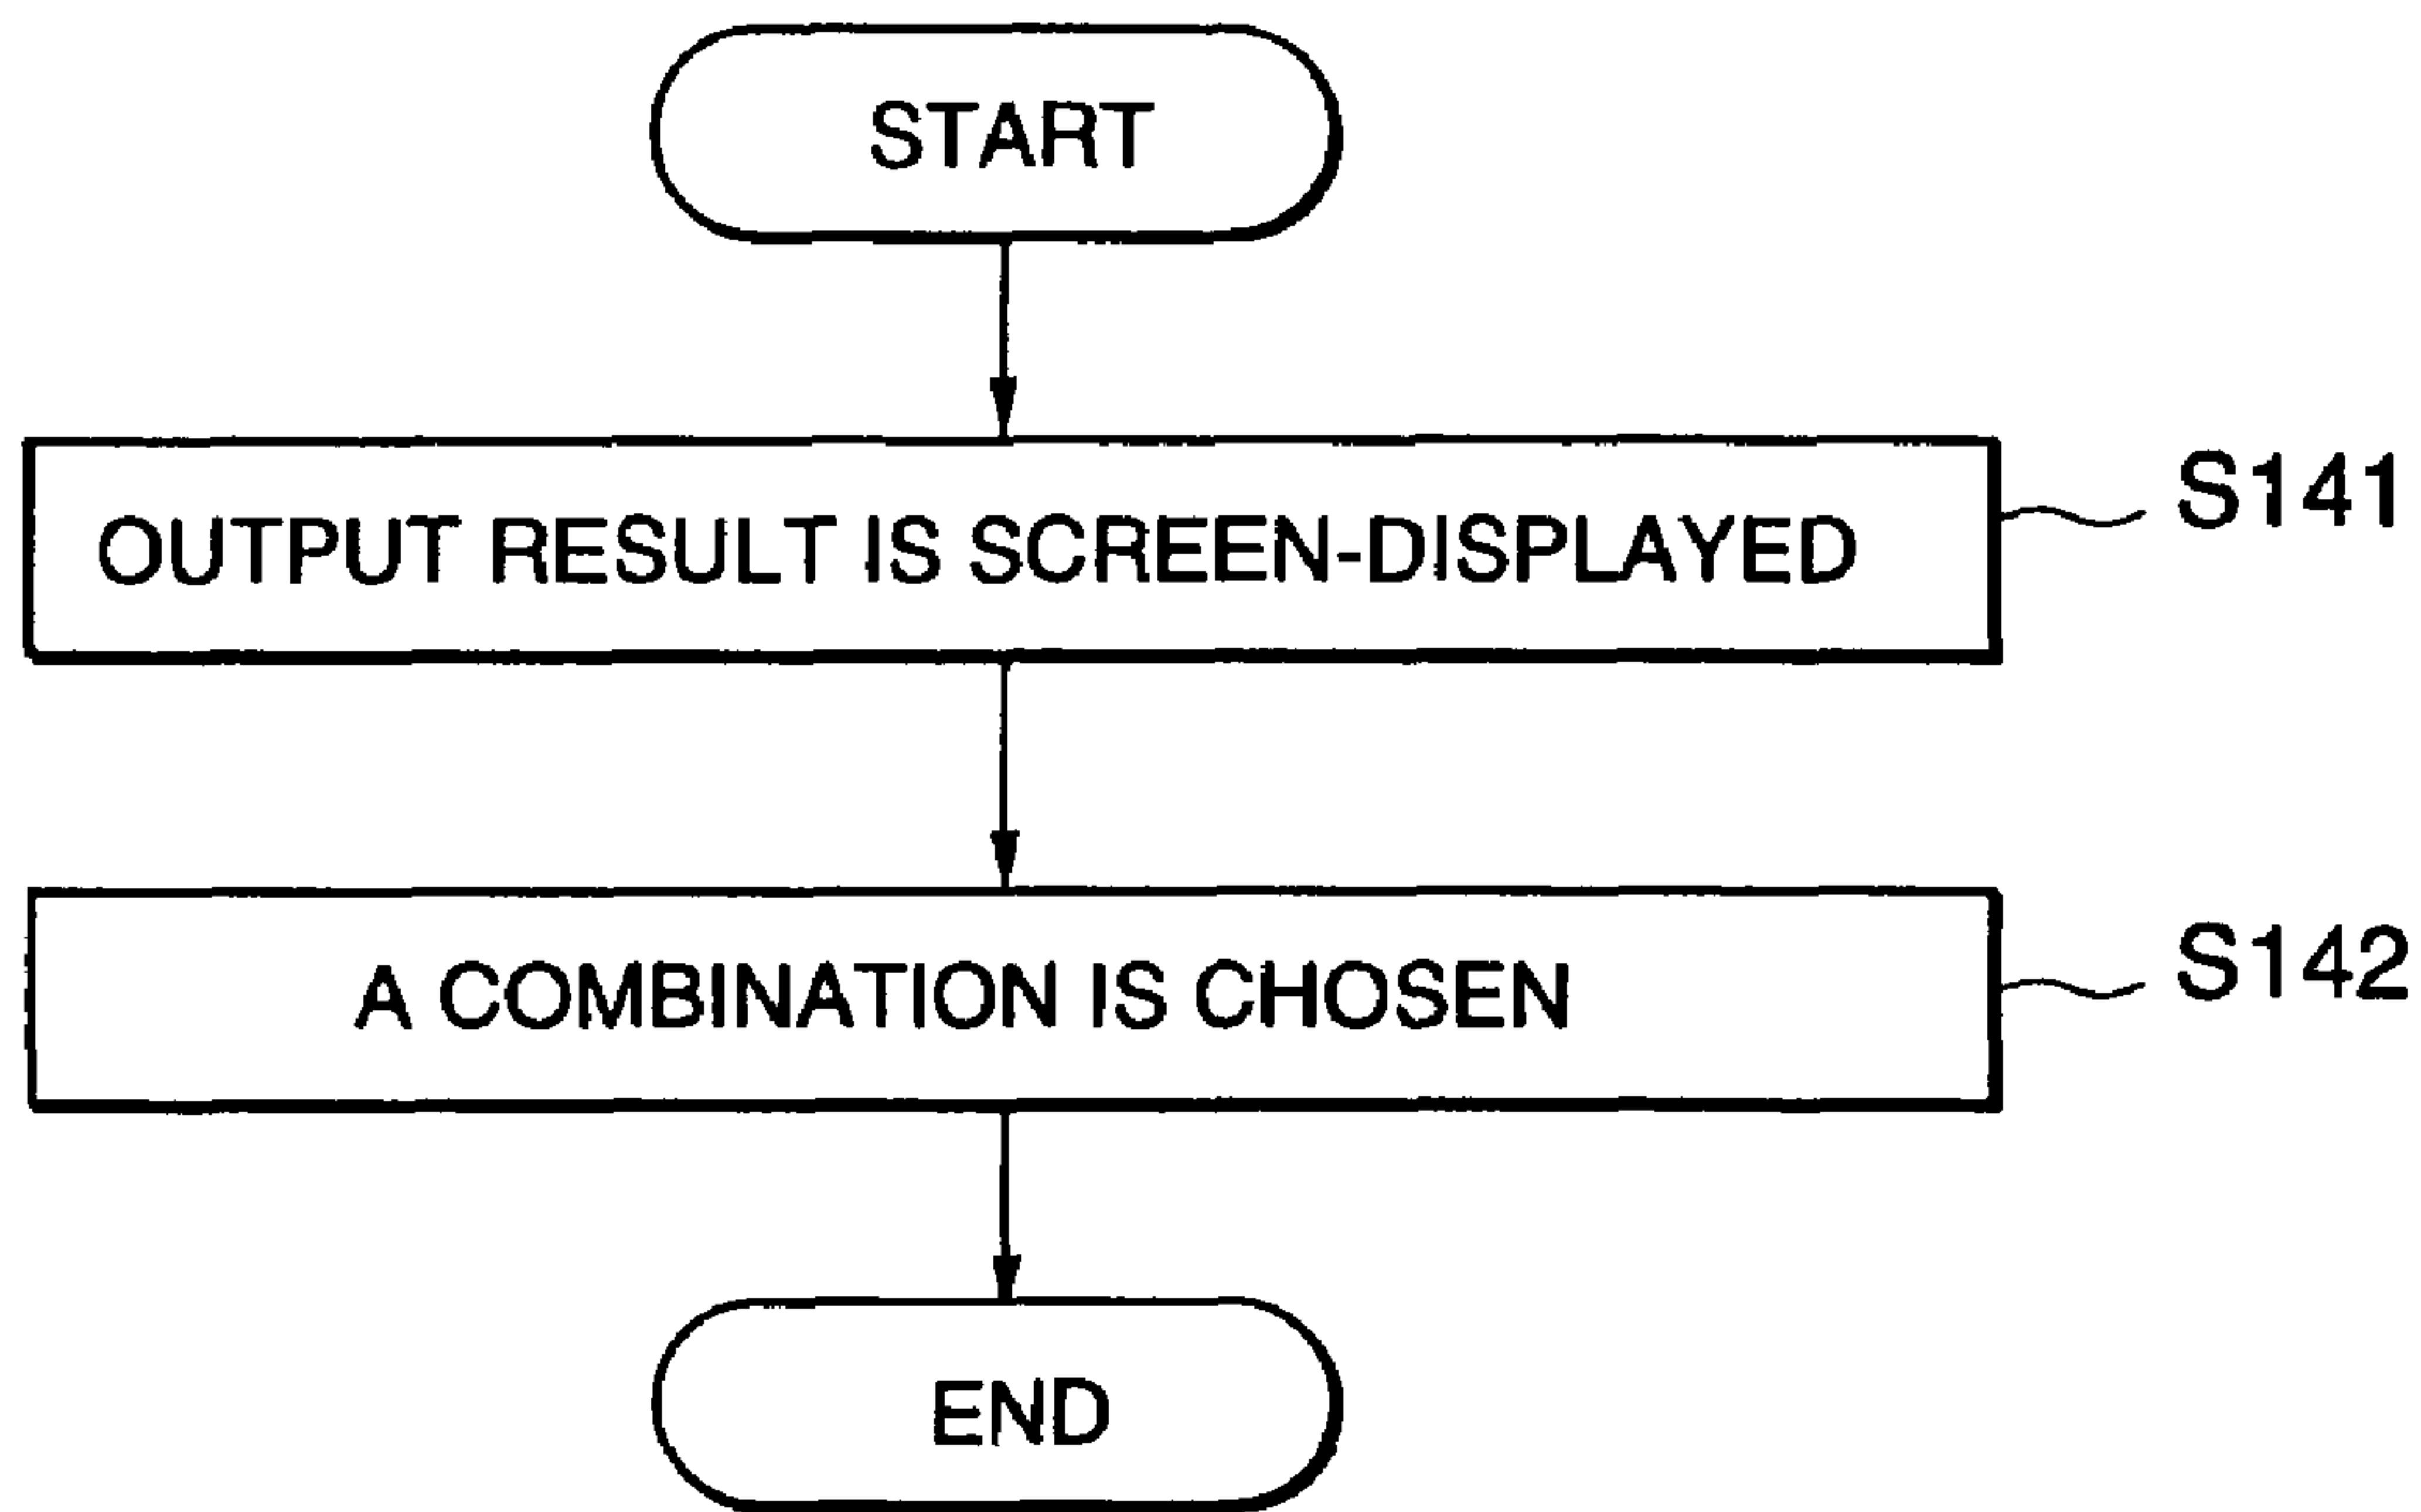 START
OUTPUT RESULT IS SCREEN-DISPLAYED
S141
A COMBINATION IS CHOSEN
S142
END